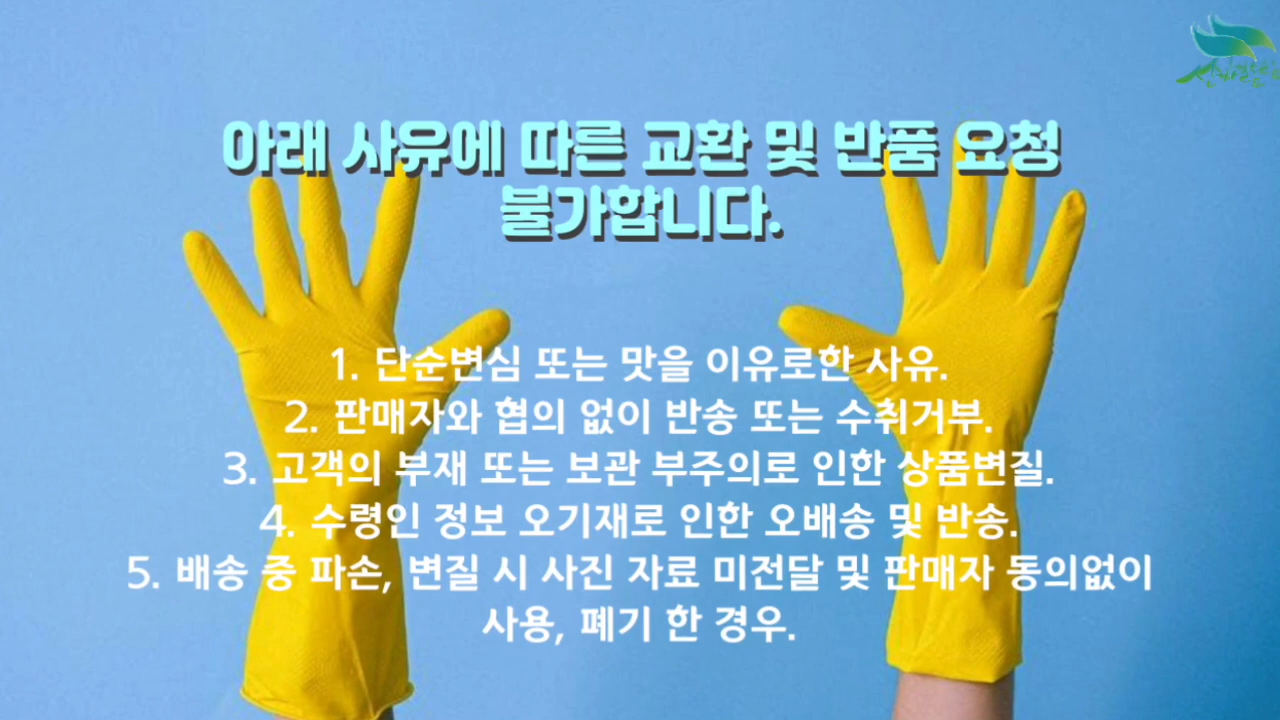 아래 사유에 따른 교환 및 반품 요청
불가합니다.
1. 단순변심 또는 맛을 이유로한 사유.
2. 판매자와 협의 없이 반송 또는 수취거부.
3. 고객의 부재 또는 보관 부주의로 인한 상품변질.
4. 수령인 정보 오기재로 인한 오배송 및 반송.
5. 배송 중 파손, 변질 시 사진 자료 미전달 및 판매자 동의없이
사용, 폐기 한 경우.